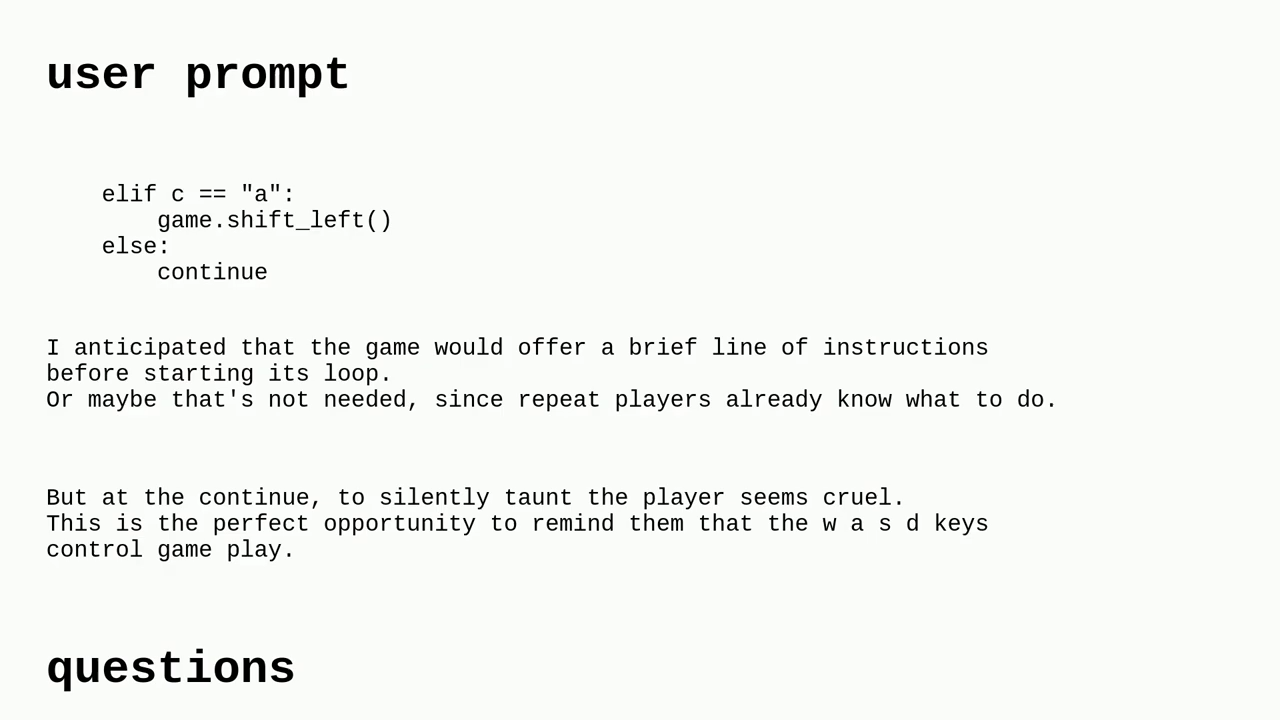 user prompt
elif c == "a":
game.shift_left()
else:
continue
I anticipated that the game would offer a brief line of instructions
before starting its loop.
Or maybe that's not needed, since repeat players already know what to do.
But at the continue, to silently taunt the player seems cruel.
This is the perfect opportunity to remind them that the w a s d keys
control game play.
questions